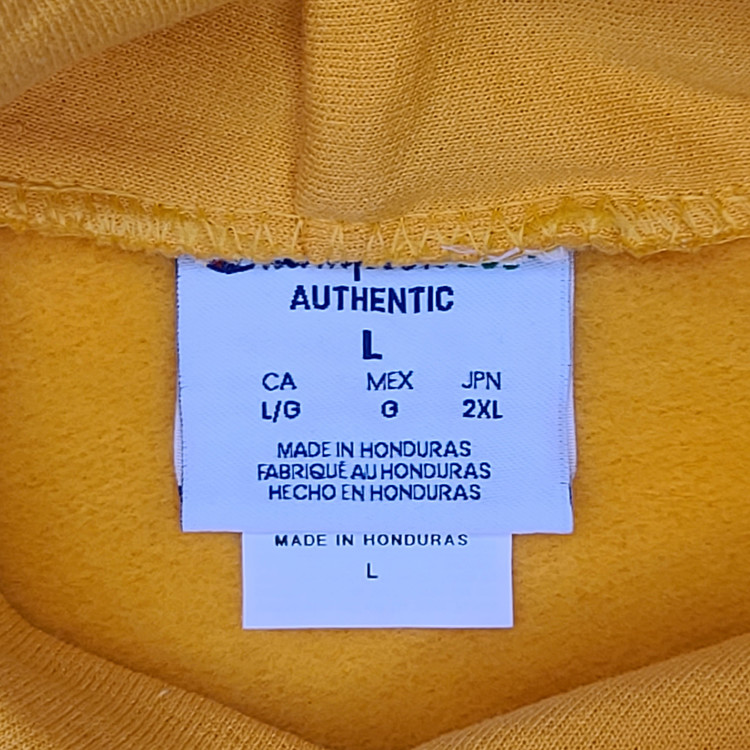 AUTHENTIC
L
CA MEX JPN
L/G G 2XL
MADE IN HONDURAS
FABRIQUÉ AU HONDURAS
HECHO EN HONDURAS
MADE IN HONDURAS
L